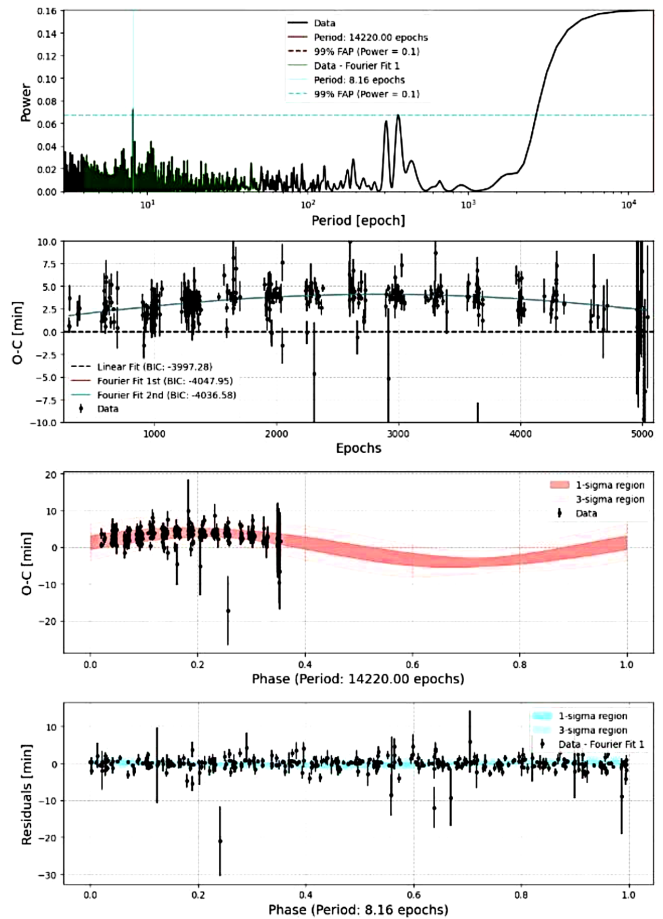 0.16
0.14
0.12
0.10
0.08
0.06
0.04
0.02
0.00
Power
Data
Period: 14220.00 epochs
99% FAP (Power = 0.1)
Data - Fourier Fit 1
Period: 8.16 epochs
99% FAP (Power = 0.1)
10¹ 10² 10³ 10⁴
Period [epoch]
10.0
7.5
5.0
2.5
0.0
−2.5
−5.0
−7.5
−10.0
O-C [min]
Linear Fit (BIC: -3997.28)
Fourier Fit 1st (BIC: -4047.95)
Fourier Fit 2nd (BIC: -4036.58)
Data
1000 2000 3000 4000 5000
Epochs
20
10
0
−10
−20
O-C [min]
1-sigma region
3-sigma region
Data
0.0 0.2 0.4 0.6 0.8 1.0
Phase (Period: 14220.00 epochs)
10
0
−10
−20
−30
Residuals [min]
1-sigma region
3-sigma region
Data - Fourier Fit 1
0.0 0.2 0.4 0.6 0.8 1.0
Phase (Period: 8.16 epochs)